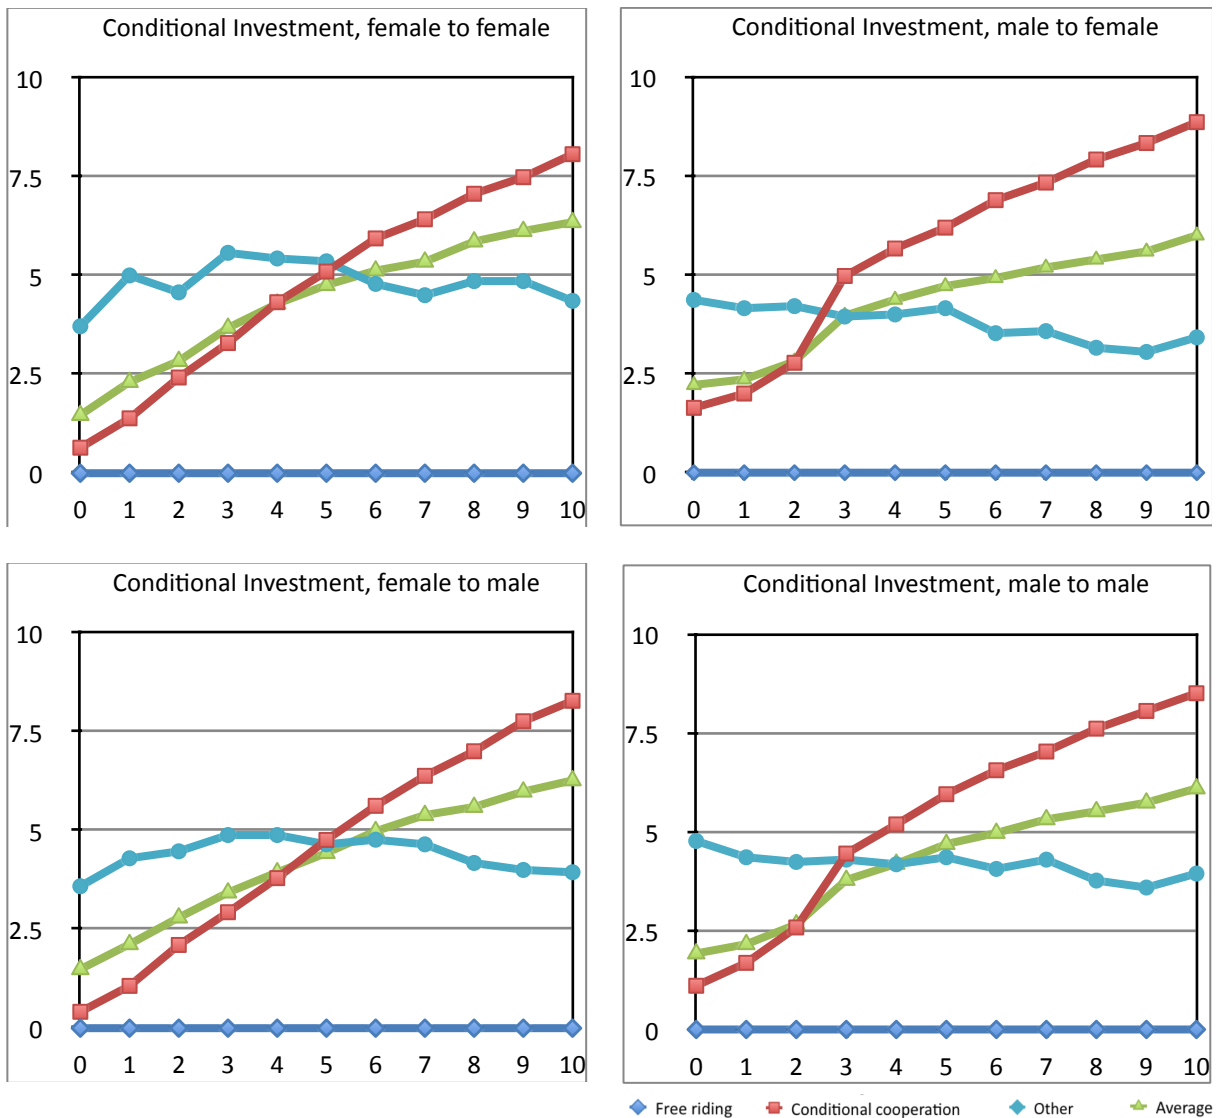 Conditional Investment, female to female
10
7.5
5
2.5
0
0 1 2 3 4 5 6 7 8 9 10
Conditional Investment, male to female
10
7.5
5
2.5
0
0 1 2 3 4 5 6 7 8 9 10
Conditional Investment, female to male
10
7.5
5
2.5
0
0 1 2 3 4 5 6 7 8 9 10
Conditional Investment, male to male
10
7.5
5
2.5
0
0 1 2 3 4 5 6 7 8 9 10
Free riding Conditional cooperation Other Average